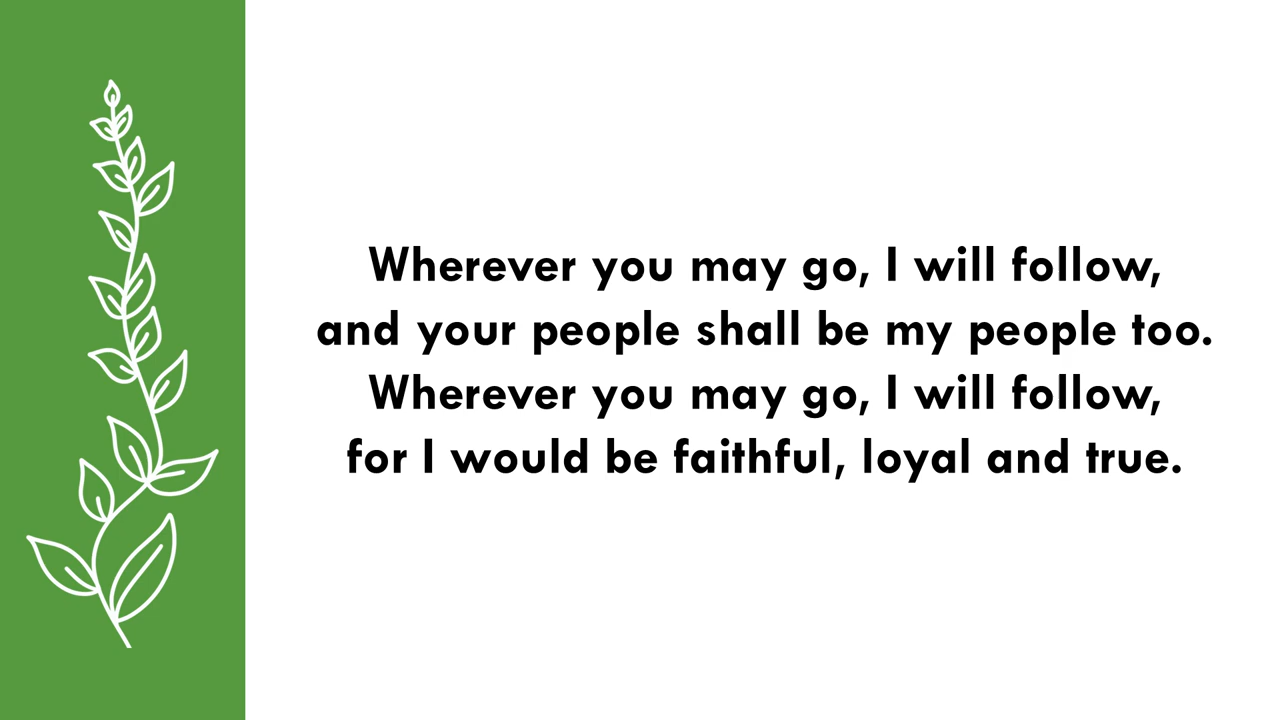 Wherever you may go, I will follow,
and your people shall be my people too.
Wherever you may go, I will follow,
for I would be faithful, loyal and true.